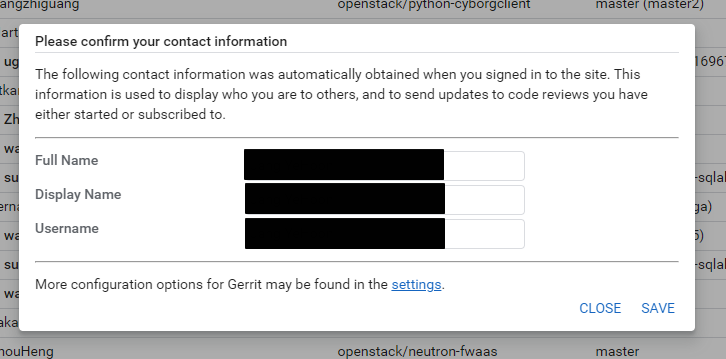 angzhiguang openstack/python-cyborgclient master (master2)
Please confirm your contact information
The following contact information was automatically obtained when you signed in to the site. This
information is used to display who you are to others, and to send updates to code reviews you have
either started or subscribed to.
Full Name
Display Name
Username
More configuration options for Gerrit may be found in the settings.
CLOSE SAVE
houHeng openstack/neutron-fwaas master